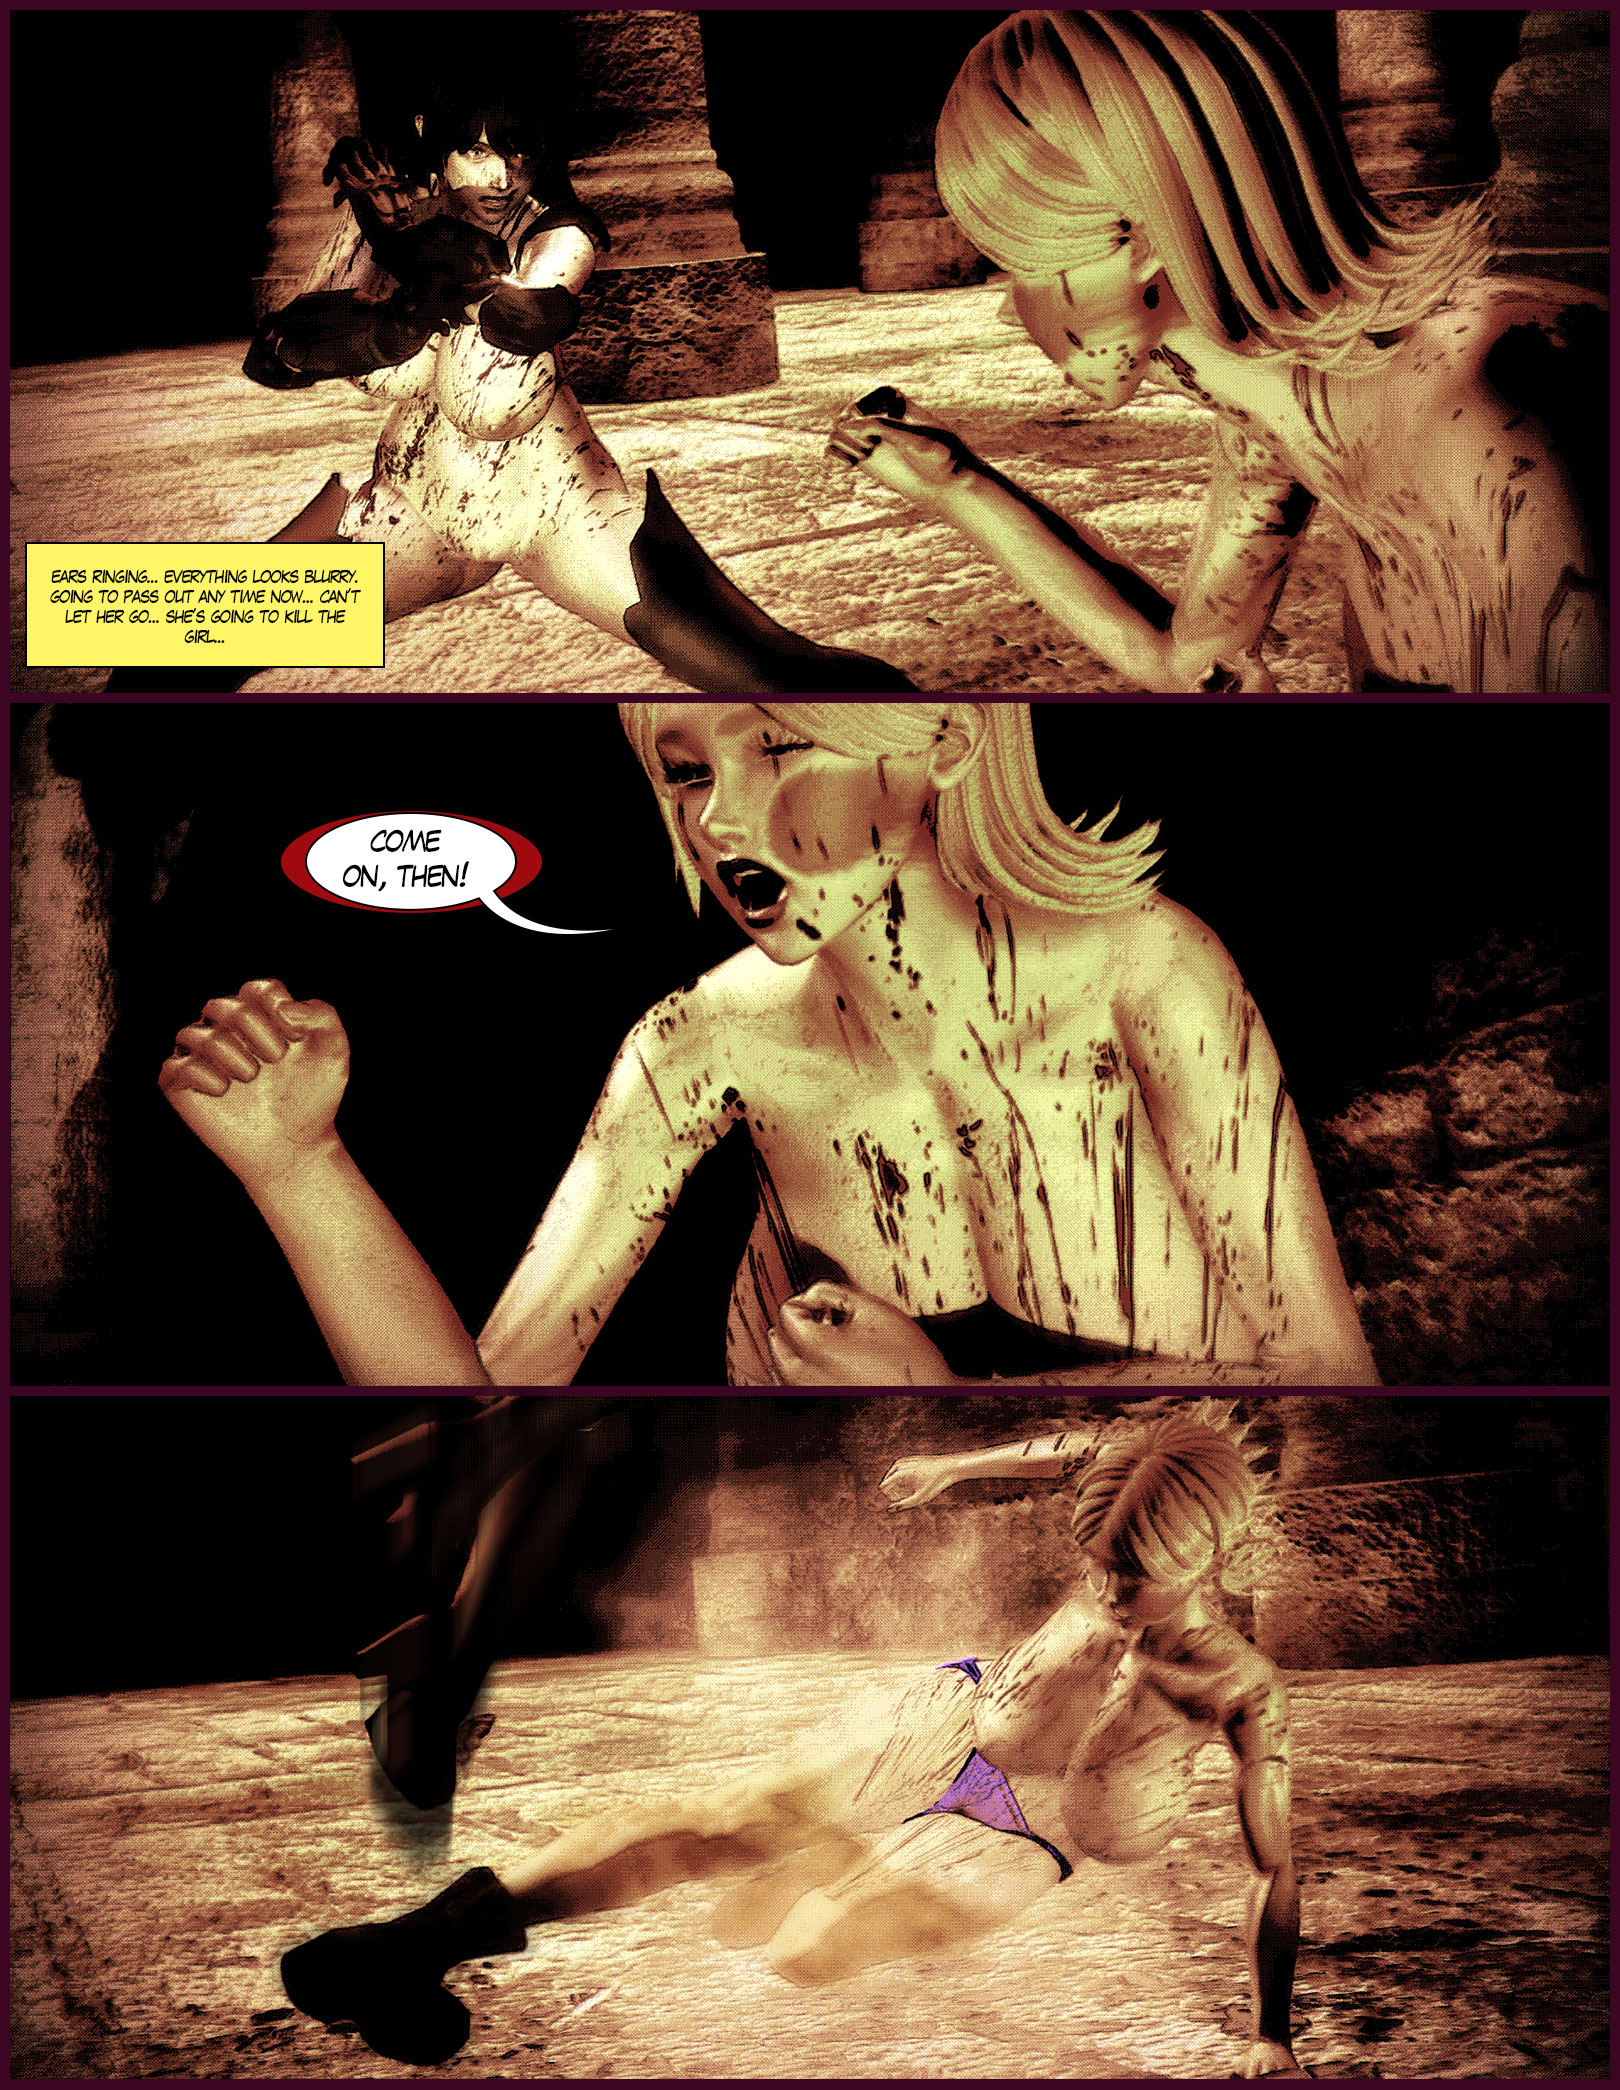 EARS RINGING... EVERYTHING LOOKS BLURRY.
GOING TO PASS OUT ANY TIME NOW... CAN'T
LET HER GO... SHE'S GOING TO KILL THE
GIRL...
COME
ON, THEN!